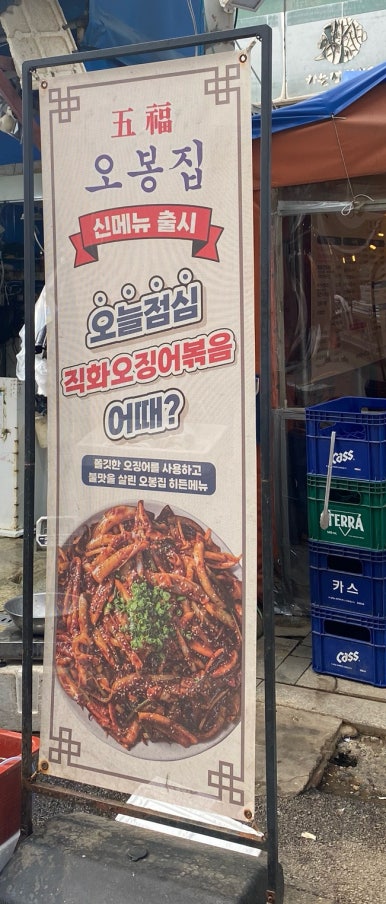 五福
오봉집
신메뉴 출시
오늘점심
직화오징어볶음
어때?
쫄깃한 오징어를 사용하고
불맛을 살린 오봉집 히든메뉴
Cass
TERRA
카스
Cass